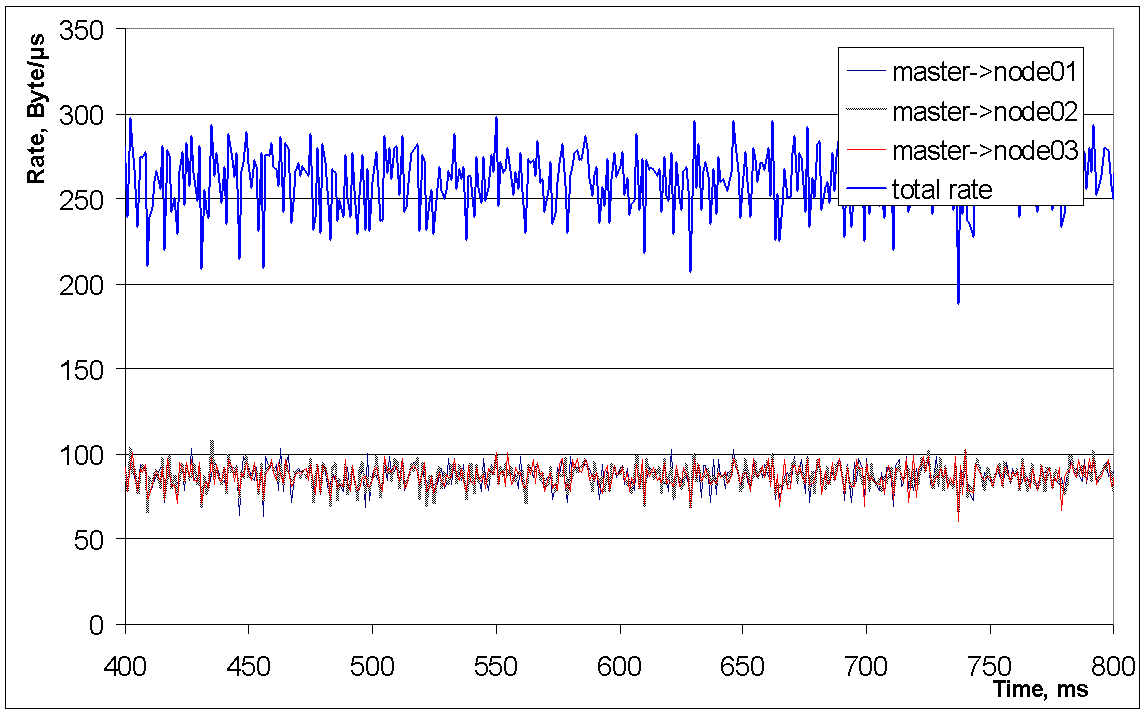 Rate, Byte/µs
350
300
250
200
150
100
50
0
master->node01
master->node02
master->node03
total rate
400 450 500 550 600 650 700 750 800
Time, ms